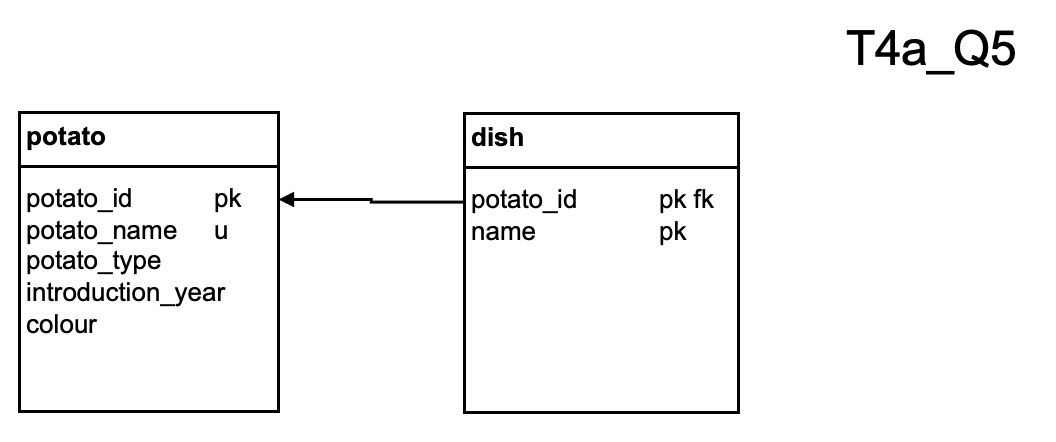 T4a_Q5
potato
potato_id pk
potato_name u
potato_type
introduction_year
colour
dish
potato_id pk fk
name pk